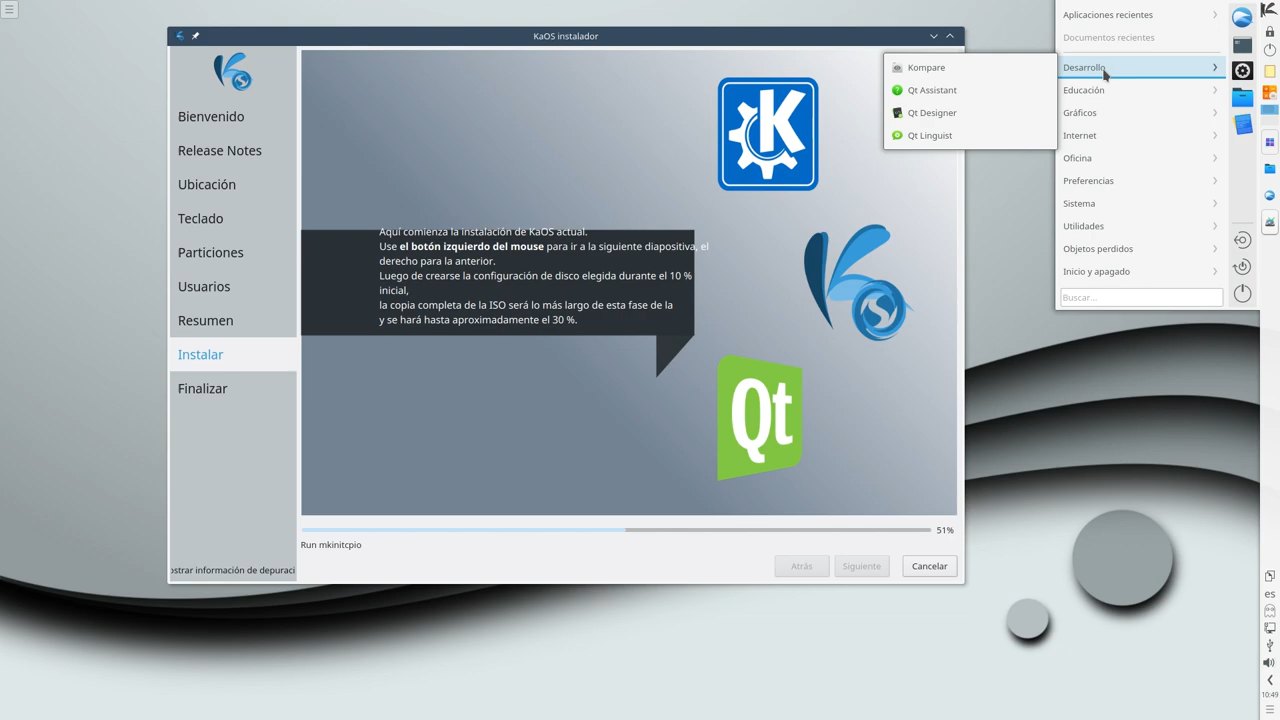 KaOS instalador
Bienvenido
Release Notes
Ubicación
Teclado
Particiones
Usuarios
Resumen
Instalar
Finalizar
ostrar información de depuraci
Aquí comienza la instalación de KaOS actual.
Use el botón izquierdo del mouse para ir a la siguiente diapositiva, el
derecho para la anterior.
Luego de crearse la configuración de disco elegida durante el 10 %
inicial,
la copia completa de la ISO será lo más largo de esta fase de la
y se hará hasta aproximadamente el 30 %.
K
Qt
51%
Run mkinitcpio
Atrás
Siguiente
Cancelar
Kompare
Qt Assistant
Qt Designer
Qt Linguist
Aplicaciones recientes
Documentos recientes
Desarrollo
Educación
Gráficos
Internet
Oficina
Preferencias
Sistema
Utilidades
Objetos perdidos
Inicio y apagado
Buscar...
es
10:49